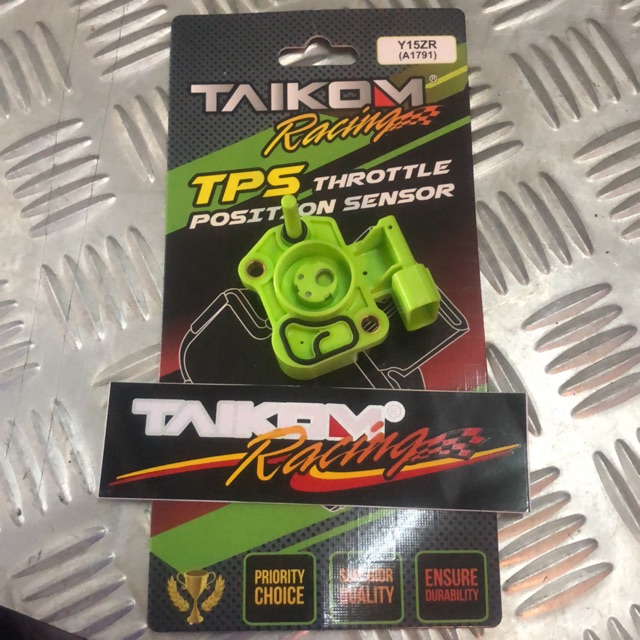 Y15ZR
(A1791)
TAIKOM®
Racing
TPS THROTTLE
POSITION SENSOR
TAIKOM®
Racing
PRIORITY
CHOICE
ENSURE
DURABILITY